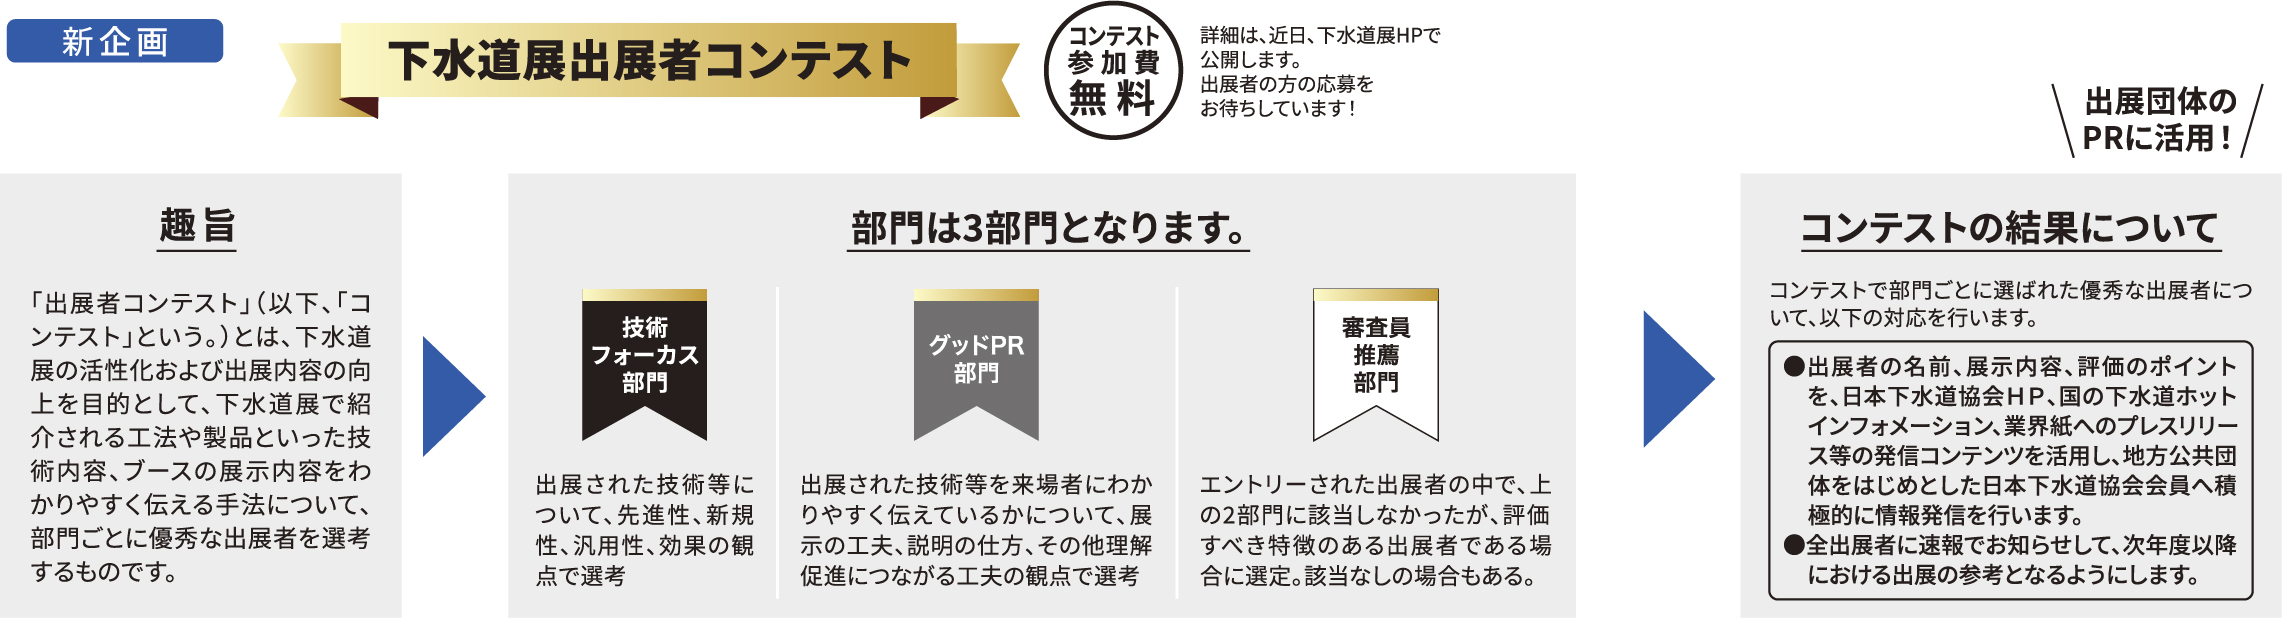 新企画
下水道展出展者コンテスト
コンテスト
参加費
無料
詳細は、近日、下水道展HPで
公開します。
出展者の方の応募を
お待ちしています！
出展団体の
PRに活用！
趣旨
「出展者コンテスト」（以下、「コ
ンテスト」という。）とは、下水道
展の活性化および出展内容の向
上を目的として、下水道展で紹
介される工法や製品といった技
術内容、ブースの展示内容をわ
かりやすく伝える手法について、
部門ごとに優秀な出展者を選考
するものです。
部門は3部門となります。
技術
フォーカス
部門
出展された技術等に
ついて、先進性、新規
性、汎用性、効果の観
点で選考
グッドPR
部門
出展された技術等を来場者にわか
りやすく伝えているかについて、展
示の工夫、説明の仕方、その他理解
促進につながる工夫の観点で選考
審査員
推薦
部門
エントリーされた出展者の中で、上
の2部門に該当しなかったが、評価
すべき特徴のある出展者である場
合に選定。該当なしの場合もある。
コンテストの結果について
コンテストで部門ごとに選ばれた優秀な出展者につ
いて、以下の対応を行います。
●出展者の名前、展示内容、評価のポイント
を、日本下水道協会HP、国の下水道ホット
インフォメーション、業界紙へのプレスリリー
ス等の発信コンテンツを活用し、地方公共団
体をはじめとした日本下水道協会会員へ積
極的に情報発信を行います。
●全出展者に速報でお知らせして、次年度以降
における出展の参考となるようにします。